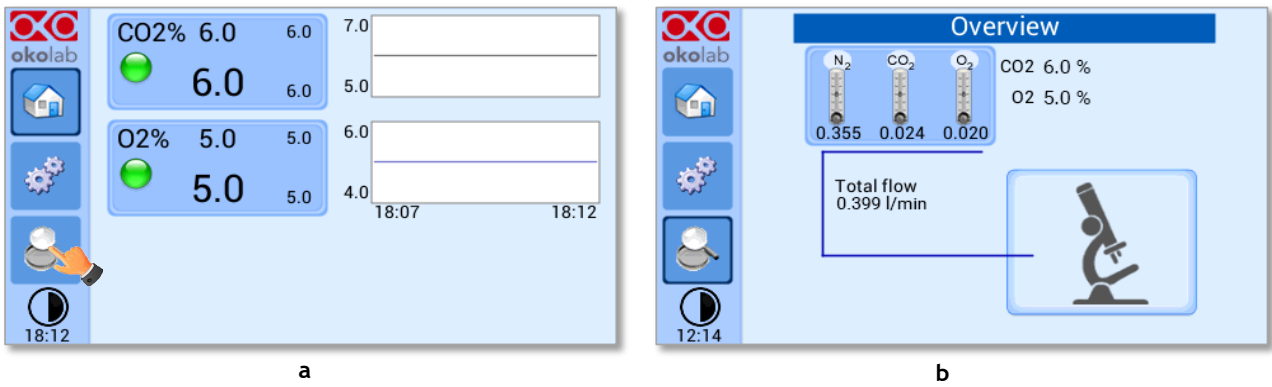 okolab
CO2% 6.0 6.0
6.0 6.0
O2% 5.0 5.0
5.0 5.0
7.0
5.0
6.0
4.0
18:07 18:12
18:12
a
okolab
Overview
N2 CO2 O2
0.355 0.024 0.020
CO2 6.0 %
O2 5.0 %
Total flow
0.399 l/min
12:14
b